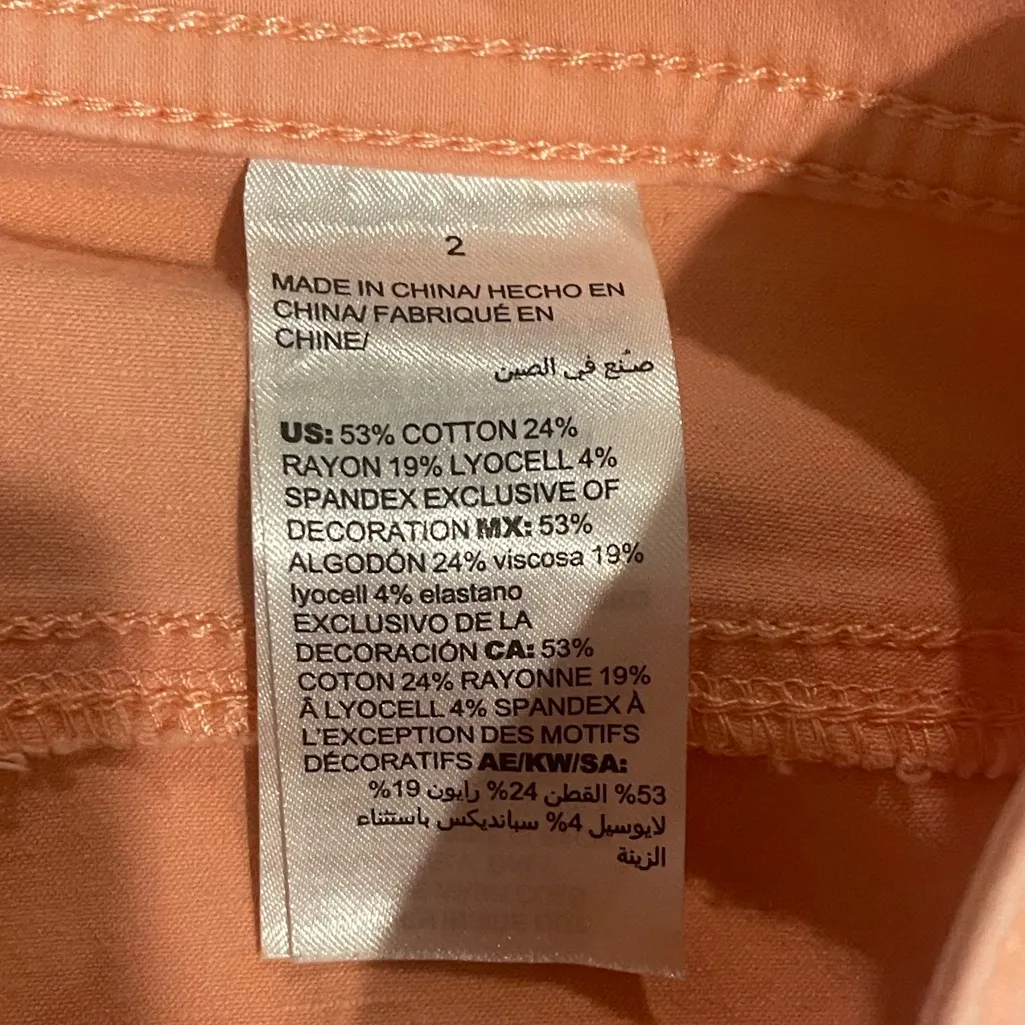 2
MADE IN CHINA/ HECHO EN
CHINA/ FABRIQUÉ EN
CHINE/
صنع في الصين
US: 53% COTTON 24%
RAYON 19% LYOCELL 4%
SPANDEX EXCLUSIVE OF
DECORATION MX: 53%
ALGODÓN 24% viscosa 19%
lyocell 4% elastano
EXCLUSIVO DE LA
DECORACIÓN CA: 53%
COTON 24% RAYONNE 19%
À LYOCELL 4% SPANDEX À
L'EXCEPTION DES MOTIFS
DÉCORATIFS AE/KW/SA:
53% القطن 24% رايون 19%
لايوسيل 4% سبانديكس باستثناء
الزينة